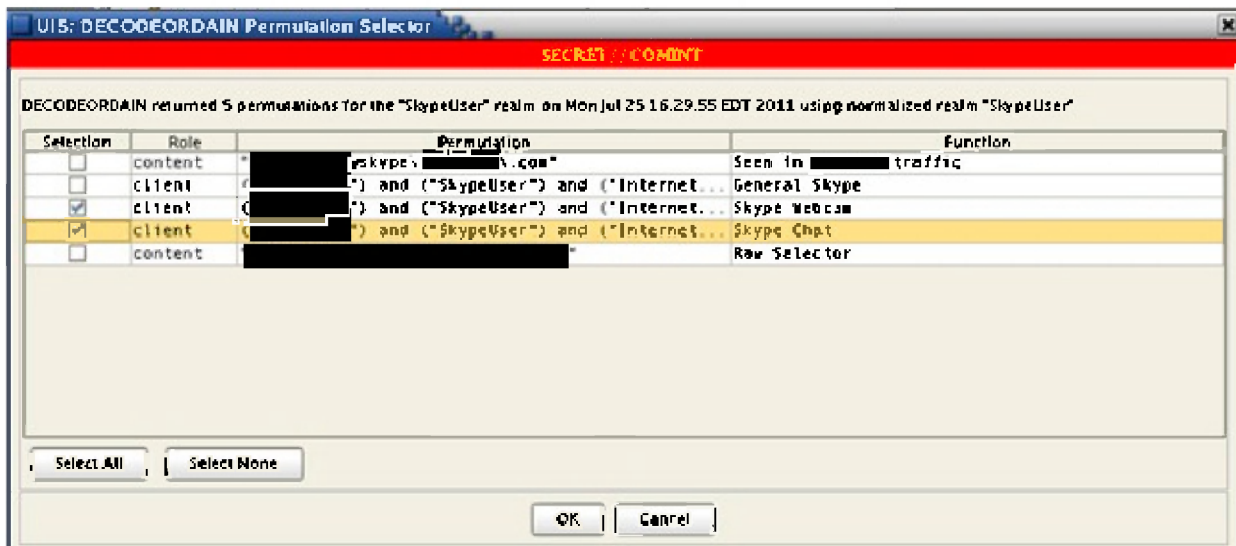 UIS: DECODEORDAIN Permutation Selector
SECRET // COMINT
DECODEORDAIN returned 5 permutations for the "SkypeUser" realm on Mon Jul 25 16.29.55 EDT 2011 using normalized realm "SkypeUser"
Selection Role Permutation Function
content " skype\ \.com" Seen in traffic
client ( ") and ("SkypeUser") and ("Internet... General Skype
client ( ") and ("SkypeUser") and ("Internet... Skype Webcam
client ( ") and ("SkypeUser") and ("Internet... Skype Chat
content " " Raw Selector
Select All Select None
OK Cancel